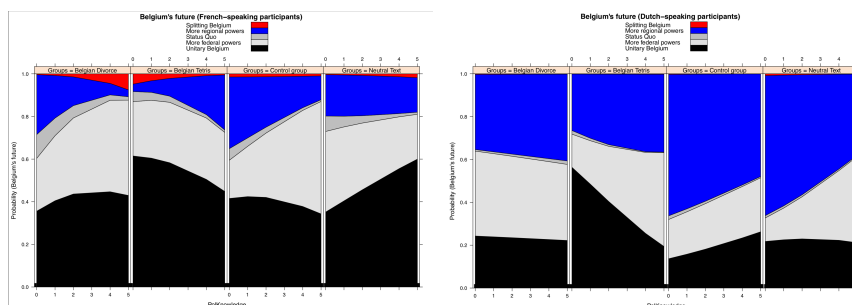 Belgium's future (French-speaking participants)
Splitting Belgium
More regional powers
Status Quo
More federal powers
Unitary Belgium
0 1 2 3 4 5
0 1 2 3 4 5
Groups = Belgian Divorce
Groups = Belgian Tetris
Groups = Control group
Groups = Neutral Text
1.0
0.8
0.6
0.4
0.2
0.0
Probability (Belgium's future)
0 1 2 3 4 5
0 1 2 3 4 5
PolKnowledge
Belgium's future (Dutch-speaking participants)
Splitting Belgium
More regional powers
Status Quo
More federal powers
Unitary Belgium
0 1 2 3 4 5
0 1 2 3 4
Groups = Belgian Divorce
Groups = Belgian Tetris
Groups = Control group
Groups = Neutral Text
1.0
0.8
0.6
0.4
0.2
0.0
Probability (Belgium's future)
0 1 2 3 4 5
0 1 2 3 4 5
PolKnowledge